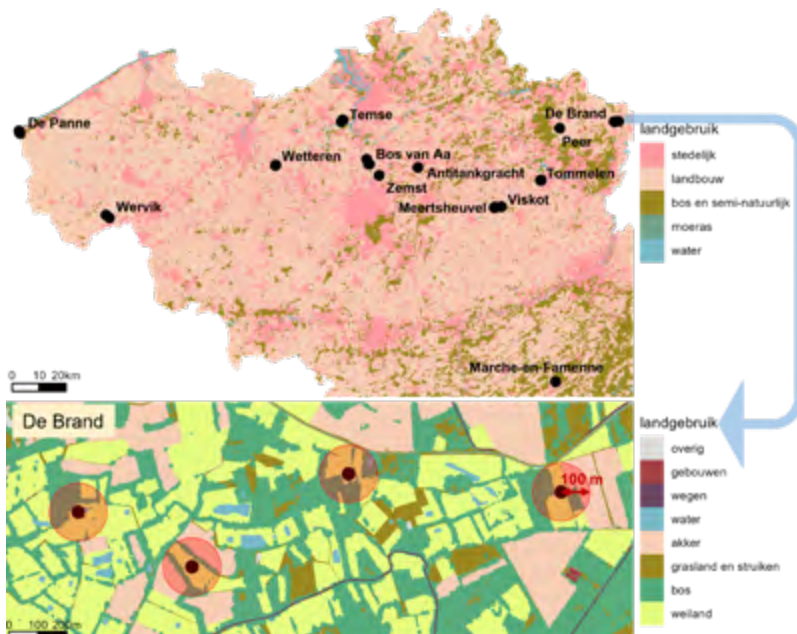 De Panne
Temse
De Brand
Peer
Wetteren
Bos van Aa
Antitankgracht
Tommelen
Zemst
Meertsheuvel
Viskot
Wervik
Marche-en-Famenne
0 10 20km
landgebruik
stedelijk
landbouw
bos en semi-natuurlijk
moeras
water
De Brand
100 m
0 100 200m
landgebruik
overig
gebouwen
wegen
water
akker
grasland en struiken
bos
weiland